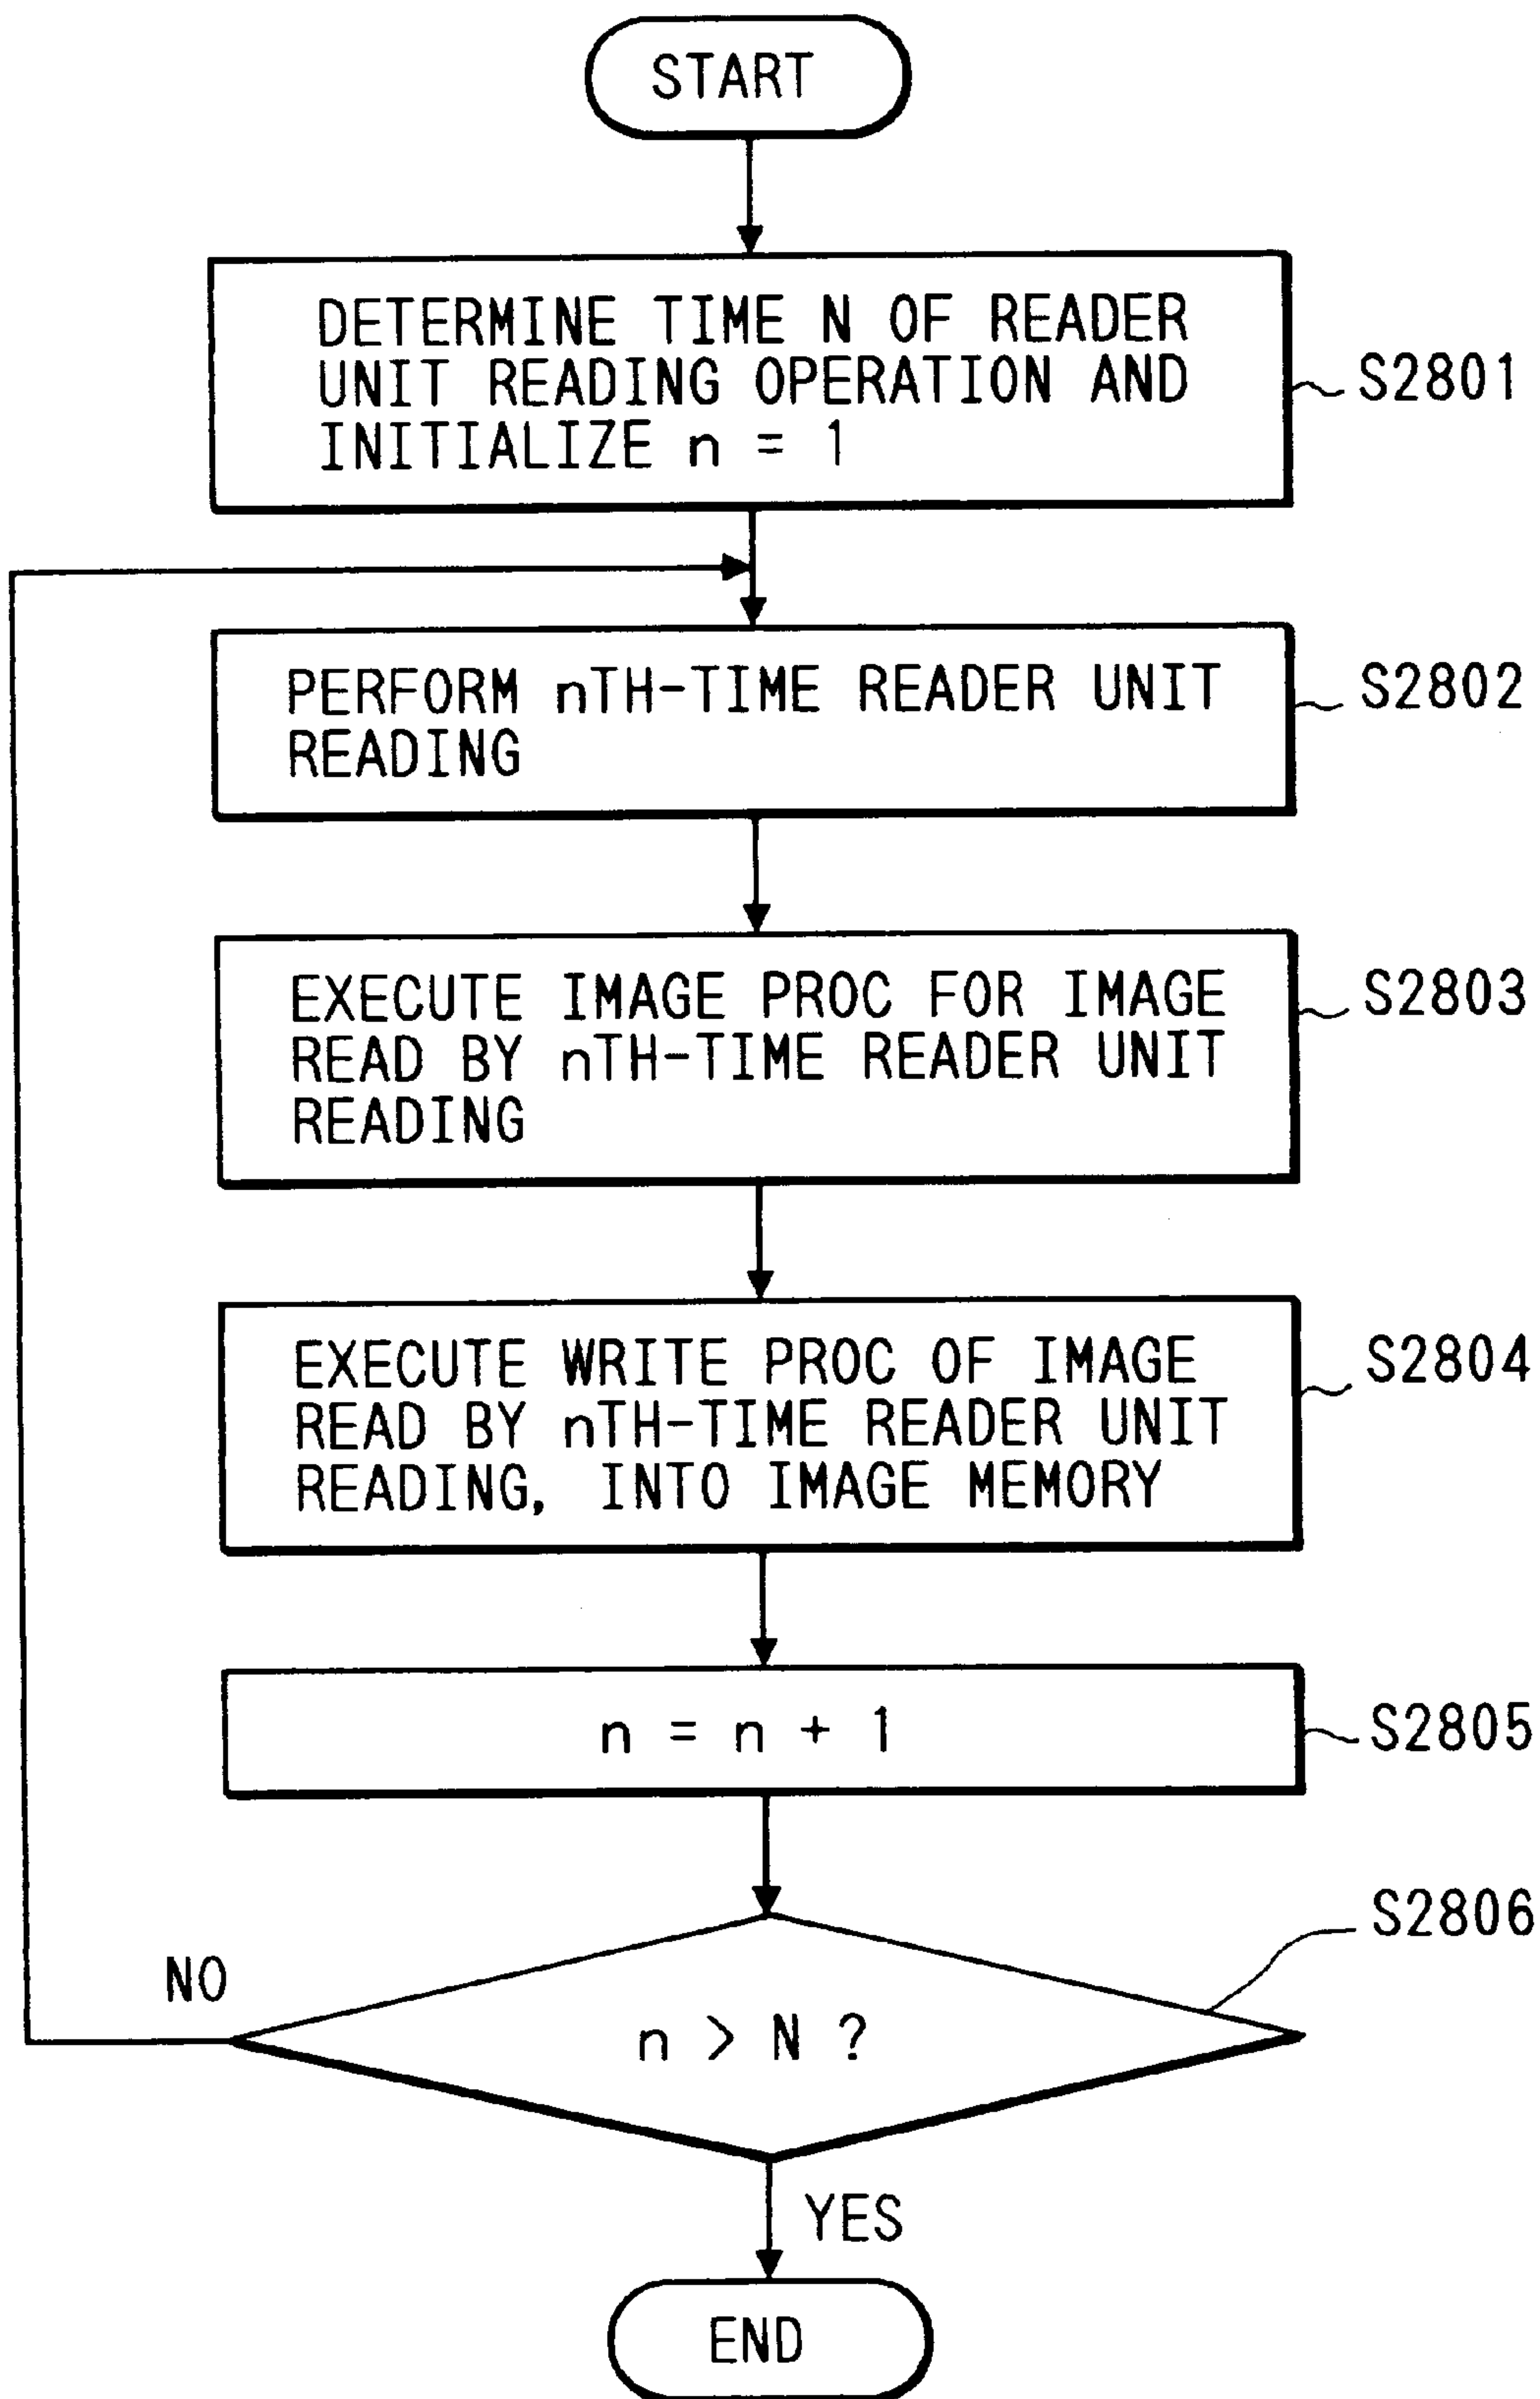 START
DETERMINE TIME N OF READER
UNIT READING OPERATION AND
INITIALIZE n = 1
S2801
PERFORM nTH-TIME READER UNIT
READING
S2802
EXECUTE IMAGE PROC FOR IMAGE
READ BY nTH-TIME READER UNIT
READING
S2803
EXECUTE WRITE PROC OF IMAGE
READ BY nTH-TIME READER UNIT
READING, INTO IMAGE MEMORY
S2804
n = n + 1
S2805
S2806
NO
n > N ?
YES
END